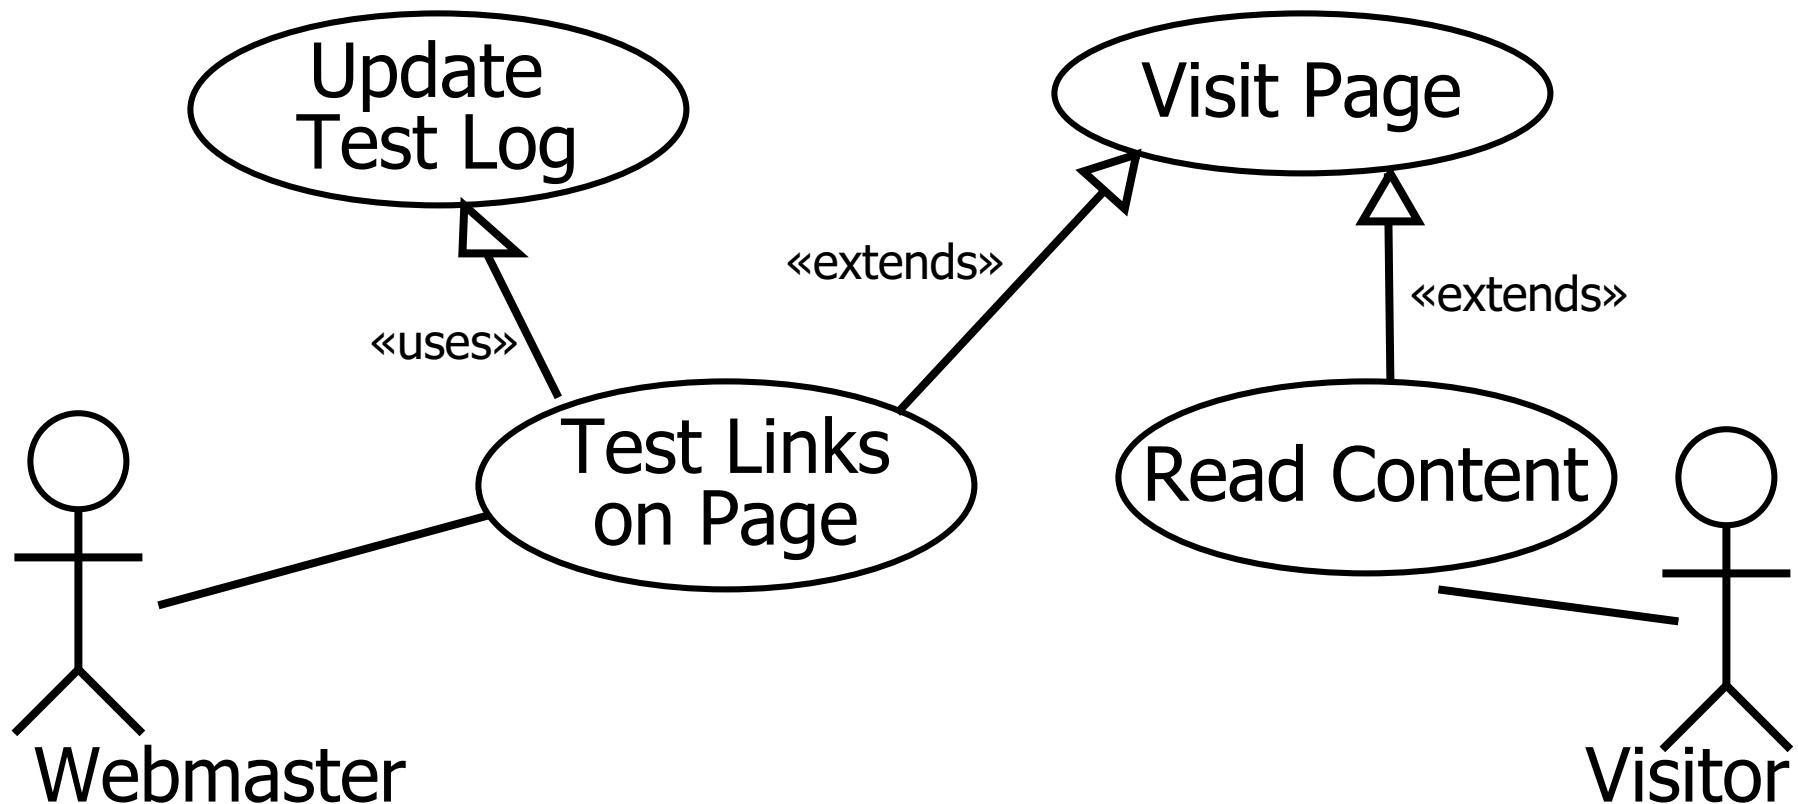 Update
Test Log
Visit Page
«extends»
«extends»
«uses»
Test Links
on Page
Read Content
Webmaster
Visitor